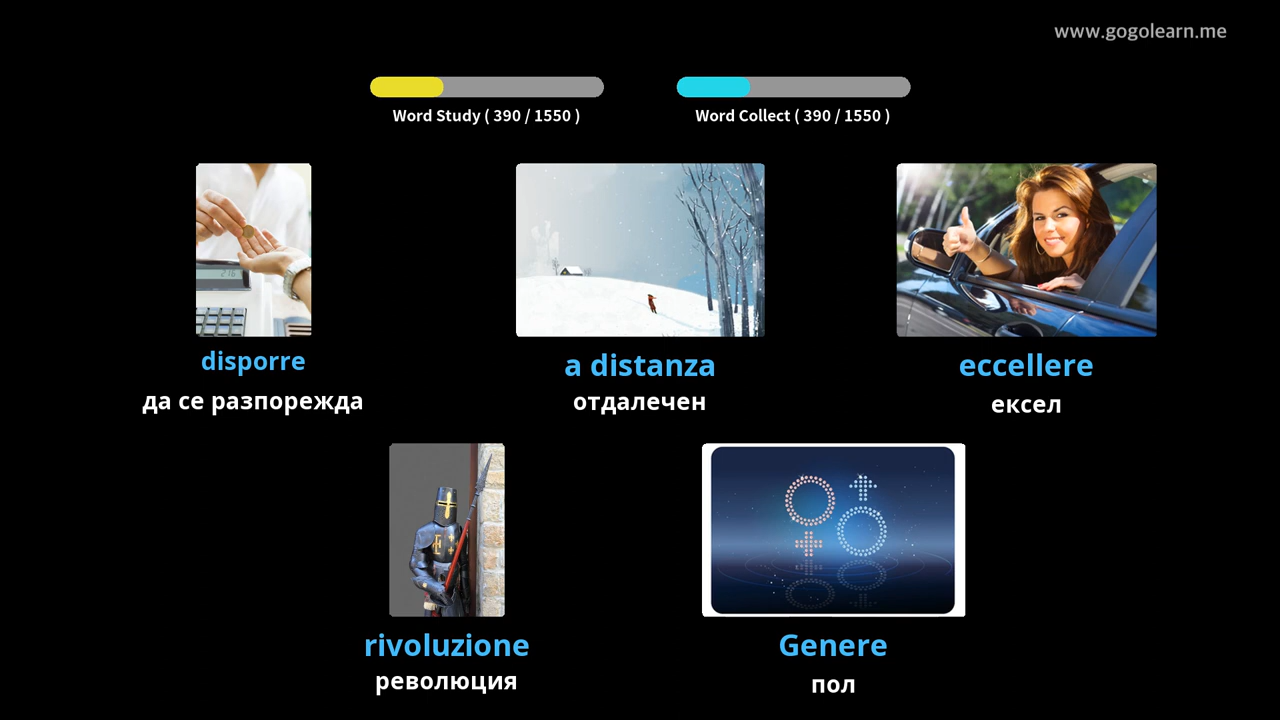 www.gogolearn.me
Word Study ( 390 / 1550 )
Word Collect ( 390 / 1550 )
disporre
да се разпорежда
a distanza
отдалечен
eccellere
ексел
rivoluzione
революция
Genere
пол